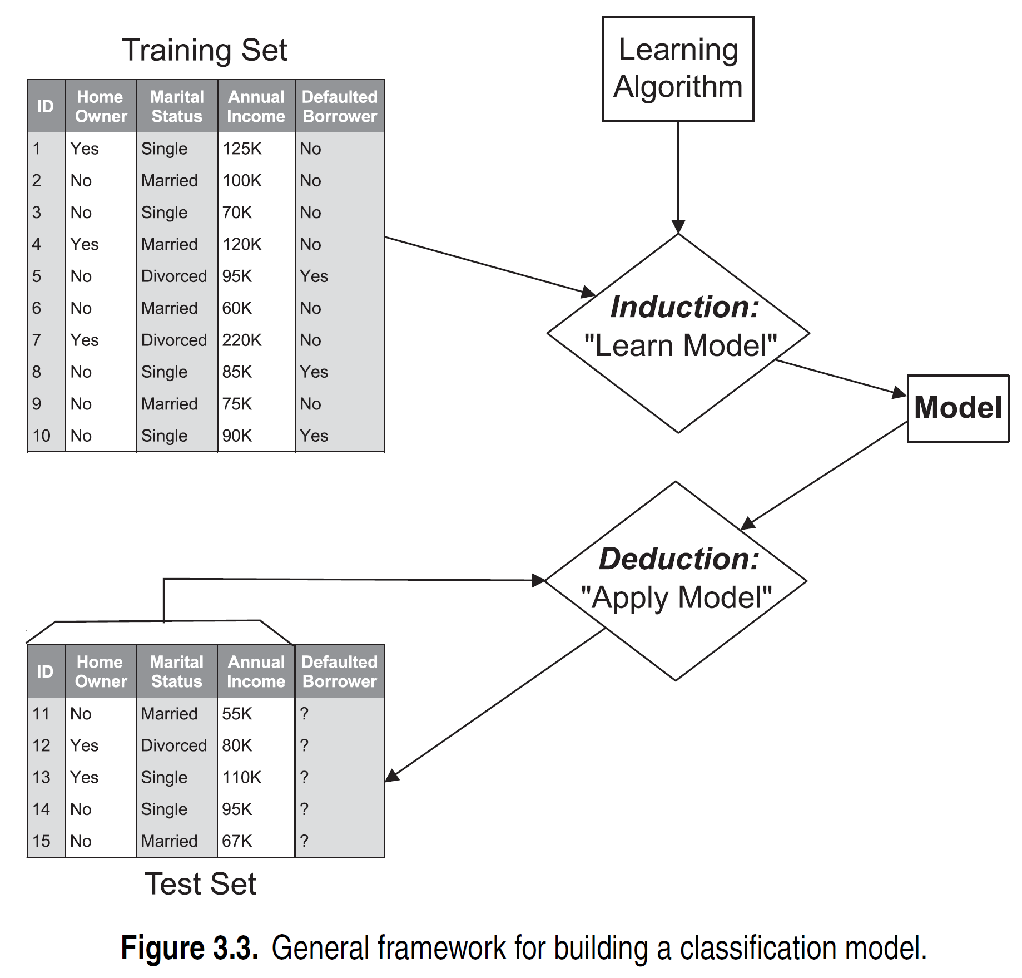 Training Set
ID Home Owner Marital Status Annual Income Defaulted Borrower
1 Yes Single 125K No
2 No Married 100K No
3 No Single 70K No
4 Yes Married 120K No
5 No Divorced 95K Yes
6 No Married 60K No
7 Yes Divorced 220K No
8 No Single 85K Yes
9 No Married 75K No
10 No Single 90K Yes
Learning
Algorithm
Induction:
"Learn Model"
Model
Deduction:
"Apply Model"
ID Home Owner Marital Status Annual Income Defaulted Borrower
11 No Married 55K ?
12 Yes Divorced 80K ?
13 Yes Single 110K ?
14 No Single 95K ?
15 No Married 67K ?
Test Set
Figure 3.3. General framework for building a classification model.